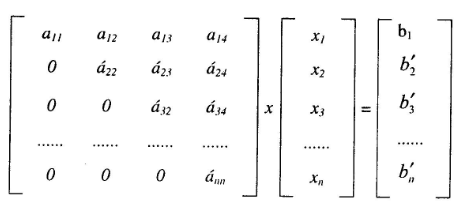 a11 a12 a13 a14 x1 b1
0 á22 á23 á24 x2 b′2
0 0 á32 á34 x x3 = b′3
...... ...... ...... ...... ...... ......
0 0 0 ánn xn b′n